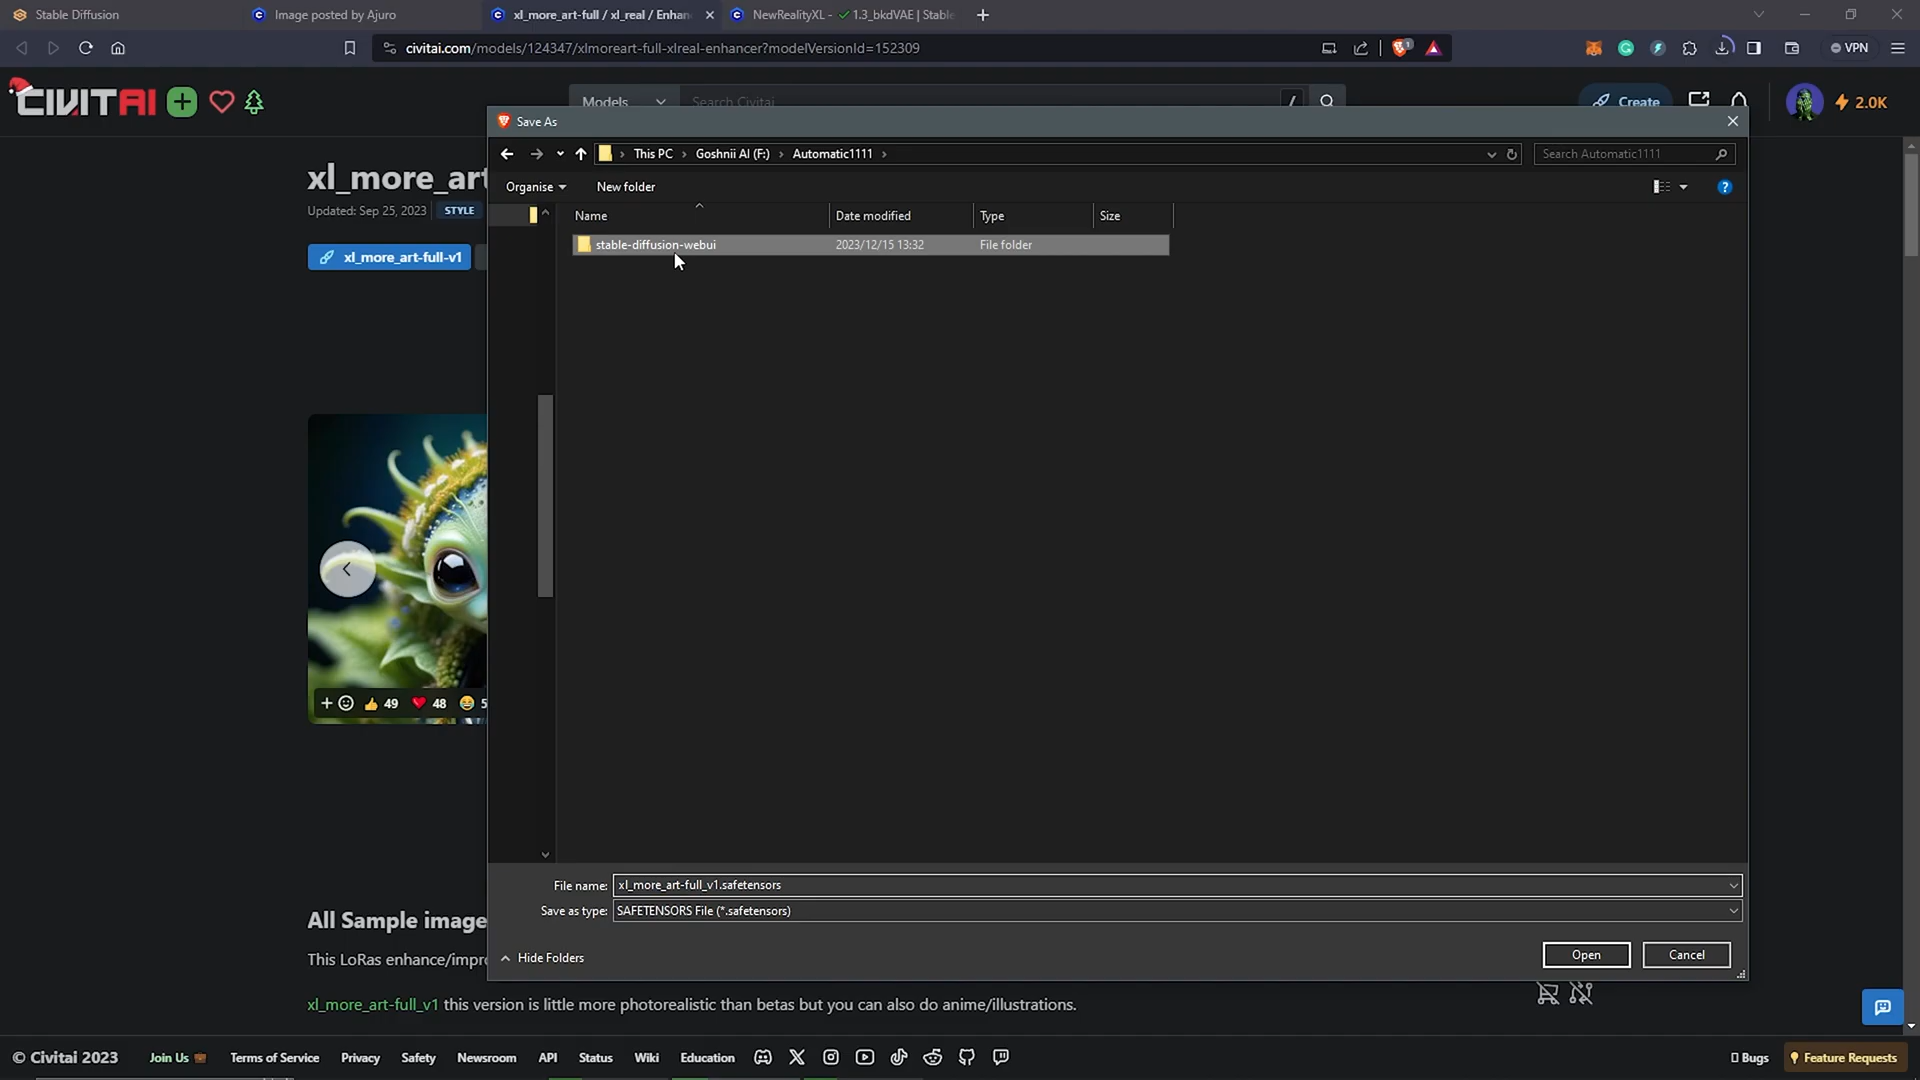 Stable Diffusion
Image posted by Ajuro
xl_more_art-full / xl_real / Enhan
NewRealityXL - ✓ 1.3_bkdVAE | Stable
civitai.com/models/124347/xlmoreart-full-xlreal-enhancer?modelVersionId=152309
1
VPN
CIVITAI
Models
Search Civitai
/
Create
2.0K
Save As
This PC > Goshnii AI (F:) > Automatic1111 >
Search Automatic1111
Organise
New folder
Name
Date modified
Type
Size
stable-diffusion-webui
2023/12/15 13:32
File folder
xl_more_art
Updated: Sep 25, 2023
STYLE
xl_more_art-full-v1
49
48
5
File name: xl_more_art-full_v1.safetensors
Save as type: SAFETENSORS File (*.safetensors)
Hide Folders
Open
Cancel
All Sample image
This LoRas enhance/impr
xl_more_art-full_v1 this version is little more photorealistic than betas but you can also do anime/illustrations.
© Civitai 2023
Join Us
Terms of Service
Privacy
Safety
Newsroom
API
Status
Wiki
Education
Bugs
Feature Requests